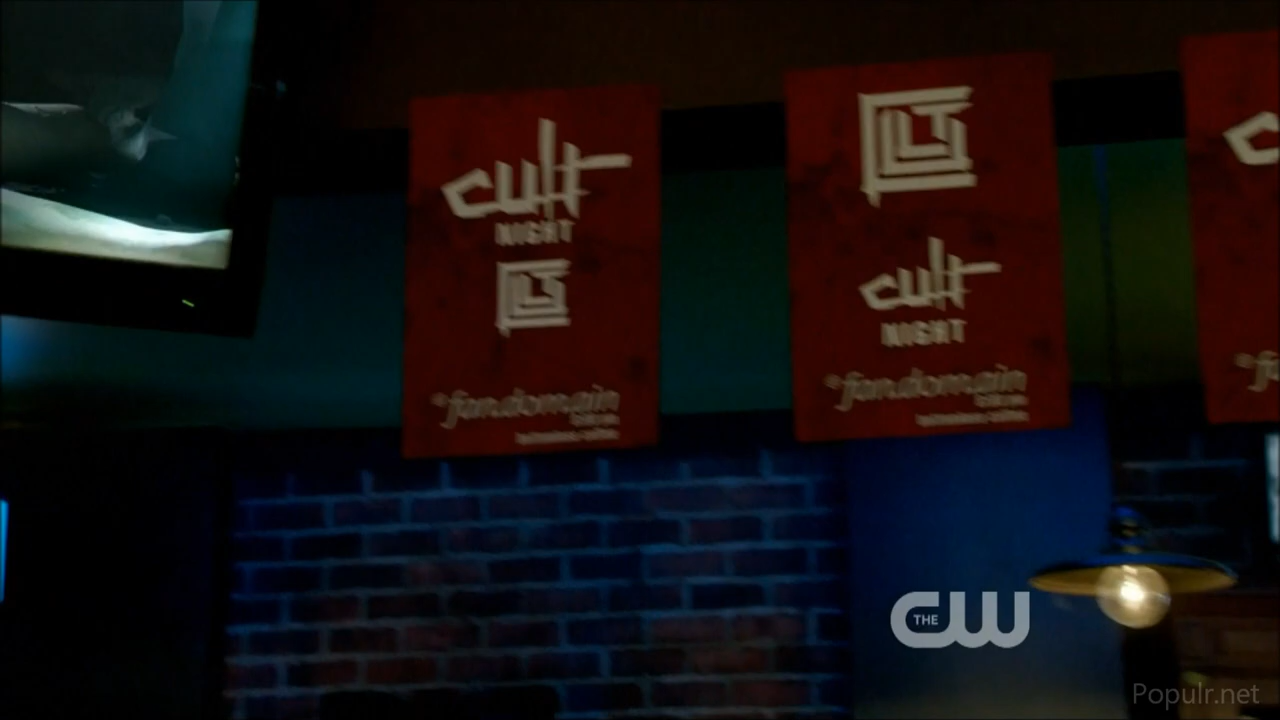 cult
NIGHT
fandomain
cult
NIGHT
fandomain
THE CW
Populr.net